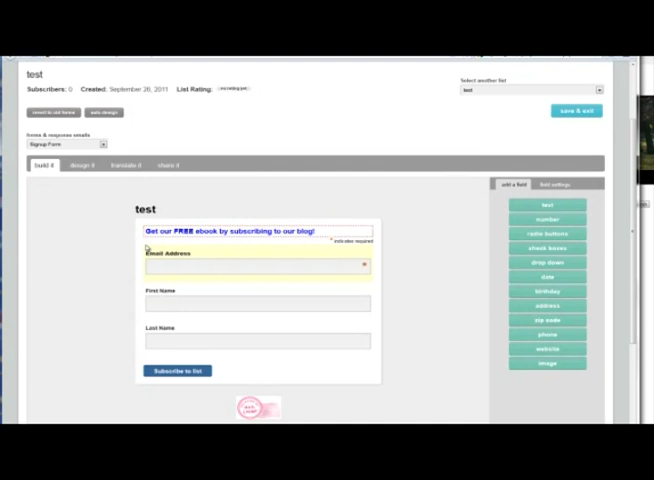 test
Subscribers: 0 Created: September 26, 2011 List Rating:
Select another list
test
revert to old forms auto-design save & exit
forms & response emails
Signup Form
build it design it translate it share it
add a field field settings
test
Get our FREE ebook by subscribing to our blog!
* indicates required
Email Address
*
First Name
Last Name
Subscribe to list
text
number
radio buttons
check boxes
drop down
date
birthday
address
zip code
phone
website
image